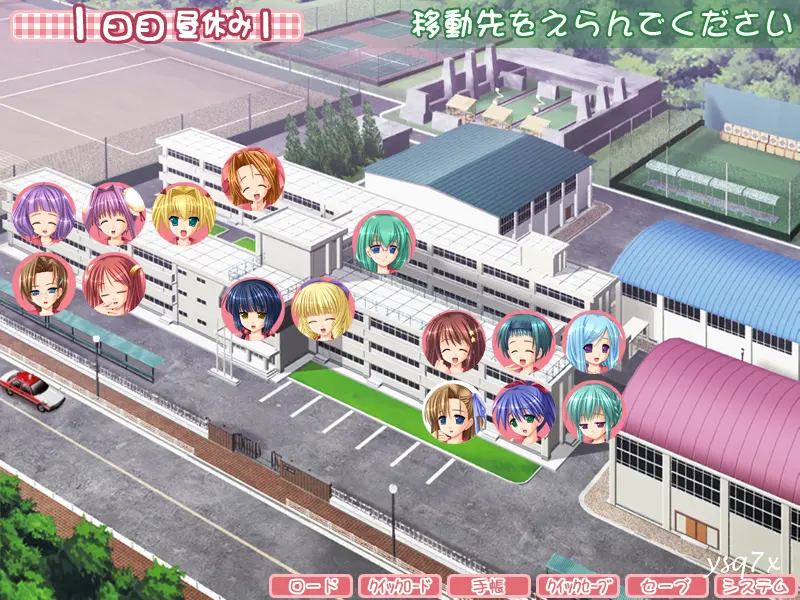 1日目 昼休み
移動先をえらんでください
ロード
クイックロード
手帳
クイックセーブ
セーブ
システム
ysq7x